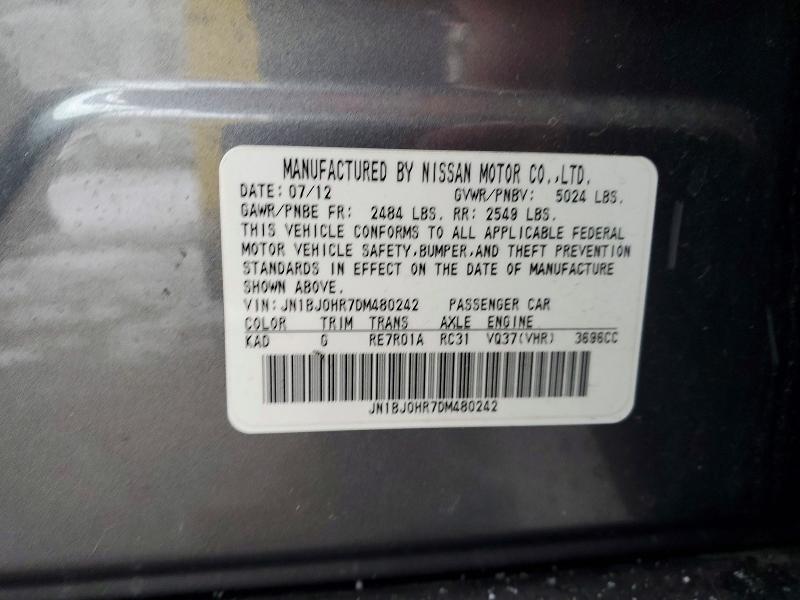 MANUFACTURED BY NISSAN MOTOR CO.,LTD.
DATE: 07/12 GVWR/PNBV: 5024 LBS.
GAWR/PNBE FR: 2484 LBS. RR: 2549 LBS.
THIS VEHICLE CONFORMS TO ALL APPLICABLE FEDERAL
MOTOR VEHICLE SAFETY,BUMPER,AND THEFT PREVENTION
STANDARDS IN EFFECT ON THE DATE OF MANUFACTURE
SHOWN ABOVE.
VIN: JN1BJ0HR7DM480242 PASSENGER CAR
COLOR TRIM TRANS AXLE ENGINE
KAD G RE7R01A RC31 VQ37(VHR) 3696CC
JN1BJ0HR7DM480242